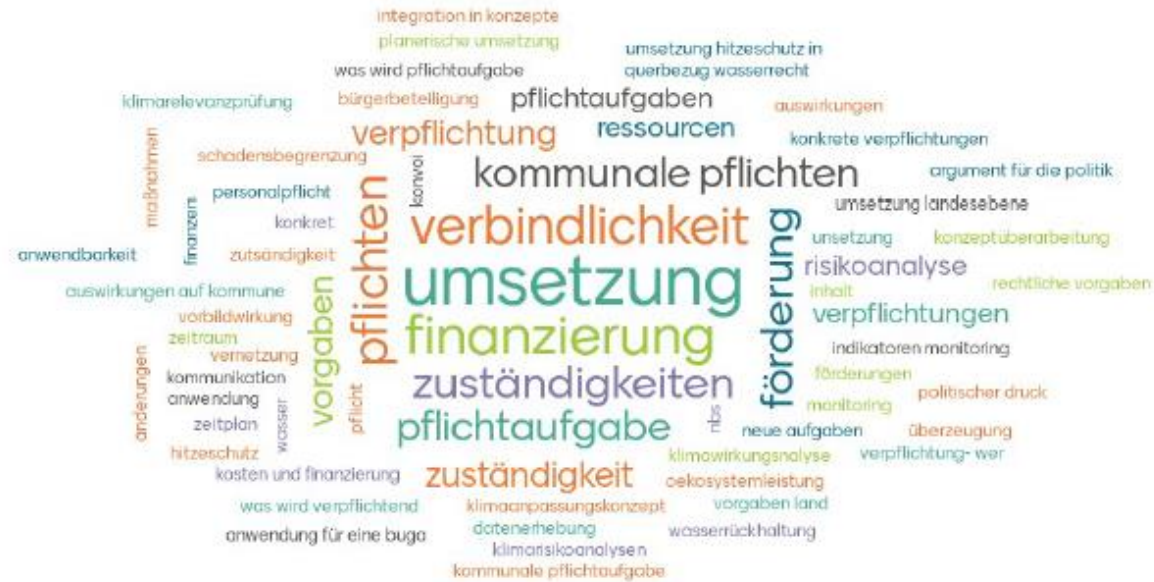 integration in konzepte
planerische umsetzung
umsetzung hitzeschutz in
was wird pflichtaufgabe
querbezug wasserrecht
klimarelevanzprüfung
bürgerbeteiligung
pflichtaufgaben
auswirkungen
verpflichtung
ressourcen
konkrete verpflichtungen
maßnahmen
schadensbegrenzung
konvoi
kommunale pflichten
argument für die politik
personalpflicht
finanzen
pflichten
umsetzung landesebene
konkret
verbindlichkeit
förderung
unsetzung
konzeptüberarbeitung
anwendbarkeit
zutsändigkeit
risikoanalyse
umsetzung
inhalt
rechtliche vorgaben
auswirkungen auf kommune
vorgaben
verpflichtungen
vorbildwirkung
zeitraum
finanzierung
indikatoren monitoring
änderungen
vernetzung
kommunikation
zuständigkeiten
förderungen
politischer druck
anwendung
pflicht
monitoring
zeitplan
wasser
nbs
pflichtaufgabe
neue aufgaben
überzeugung
hitzeschutz
klimawirkungsnalyse
verpflichtung- wer
kosten und finanzierung
zuständigkeit
oekosystemleistung
was wird verpflichtend
klimaanpassungskonzept
vorgaben land
anwendung für eine buga
datenerhebung
wasserrückhaltung
klimarisikoanalysen
kommunale pflichtaufgabe